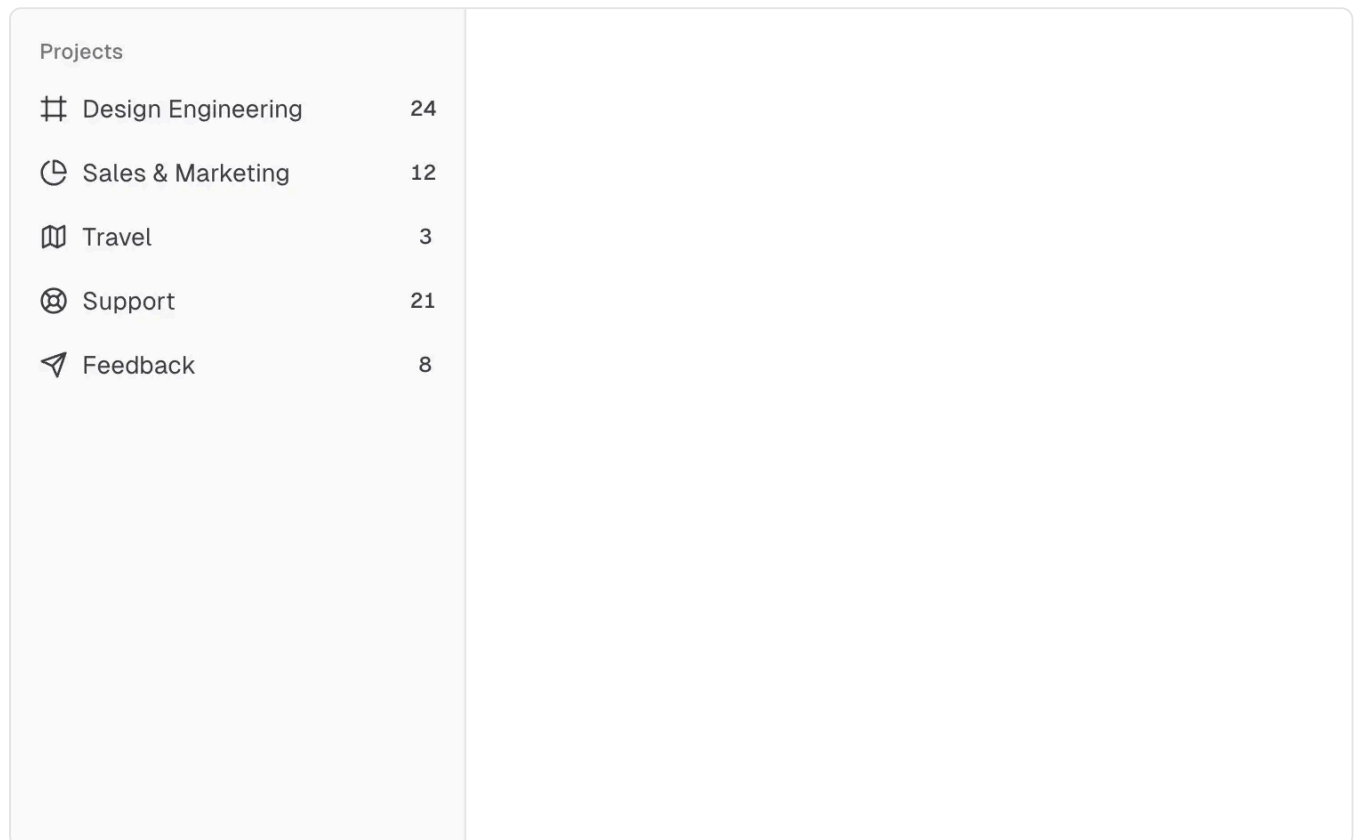 Projects
Design Engineering 24
Sales & Marketing 12
Travel 3
Support 21
Feedback 8